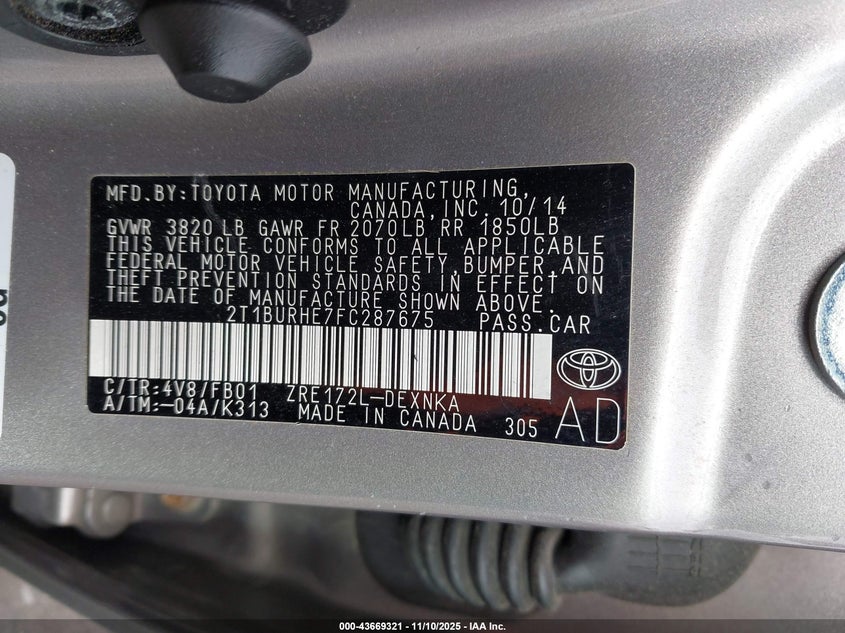 MFD.BY:TOYOTA MOTOR MANUFACTURING,
CANADA,INC. 10/14
GVWR 3820 LB GAWR FR 2070LB RR 1850LB
THIS VEHICLE CONFORMS TO ALL APPLICABLE
FEDERAL MOTOR VEHICLE SAFETY,BUMPER,AND
THEFT PREVENTION STANDARDS IN EFFECT ON
THE DATE OF MANUFACTURE SHOWN ABOVE.
2T1BURHE7FC287675 PASS.CAR
C/TR:4V8/FB01 ZRE172L-DEXNKA
A/TM:-04A/K313 MADE IN CANADA 305 AD
000-43669321 - 11/10/2025 - IAA Inc.